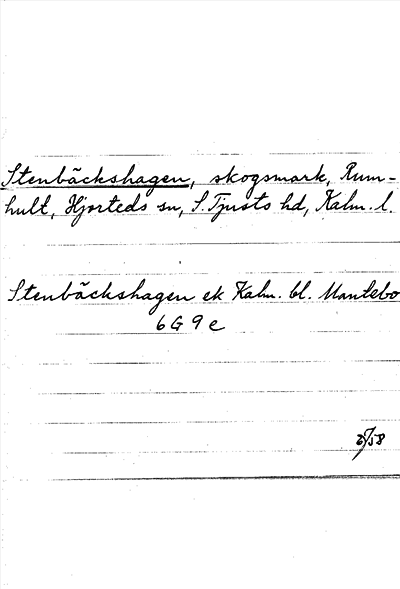 Stenbäckshagen, skogsmark, Rum-
hult, Hjorteds sn, S. Tjusts hd, Kalm. l.
Stenbäckshagen ek Kalm. bl. Mantebo
6G9e